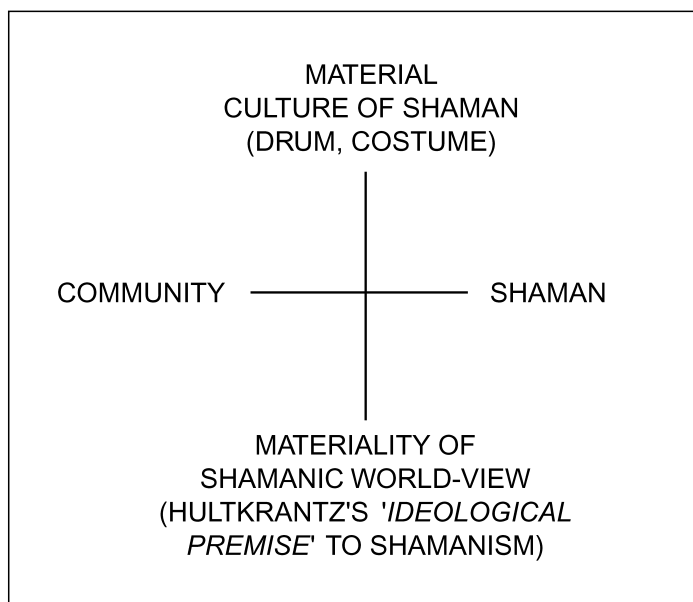 MATERIAL
CULTURE OF SHAMAN
(DRUM, COSTUME)
COMMUNITY
SHAMAN
MATERIALITY OF
SHAMANIC WORLD-VIEW
(HULTKRANTZ'S 'IDEOLOGICAL
PREMISE' TO SHAMANISM)